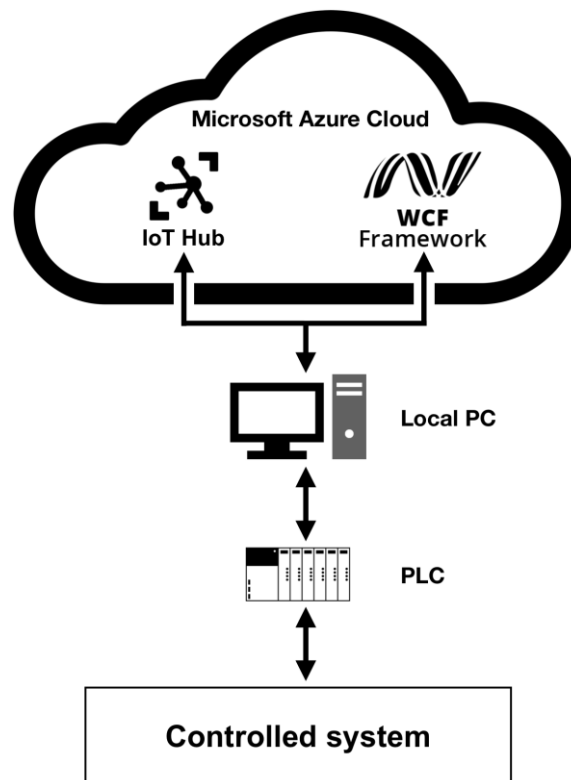 Microsoft Azure Cloud
IoT Hub
WCF
Framework
Local PC
PLC
Controlled system